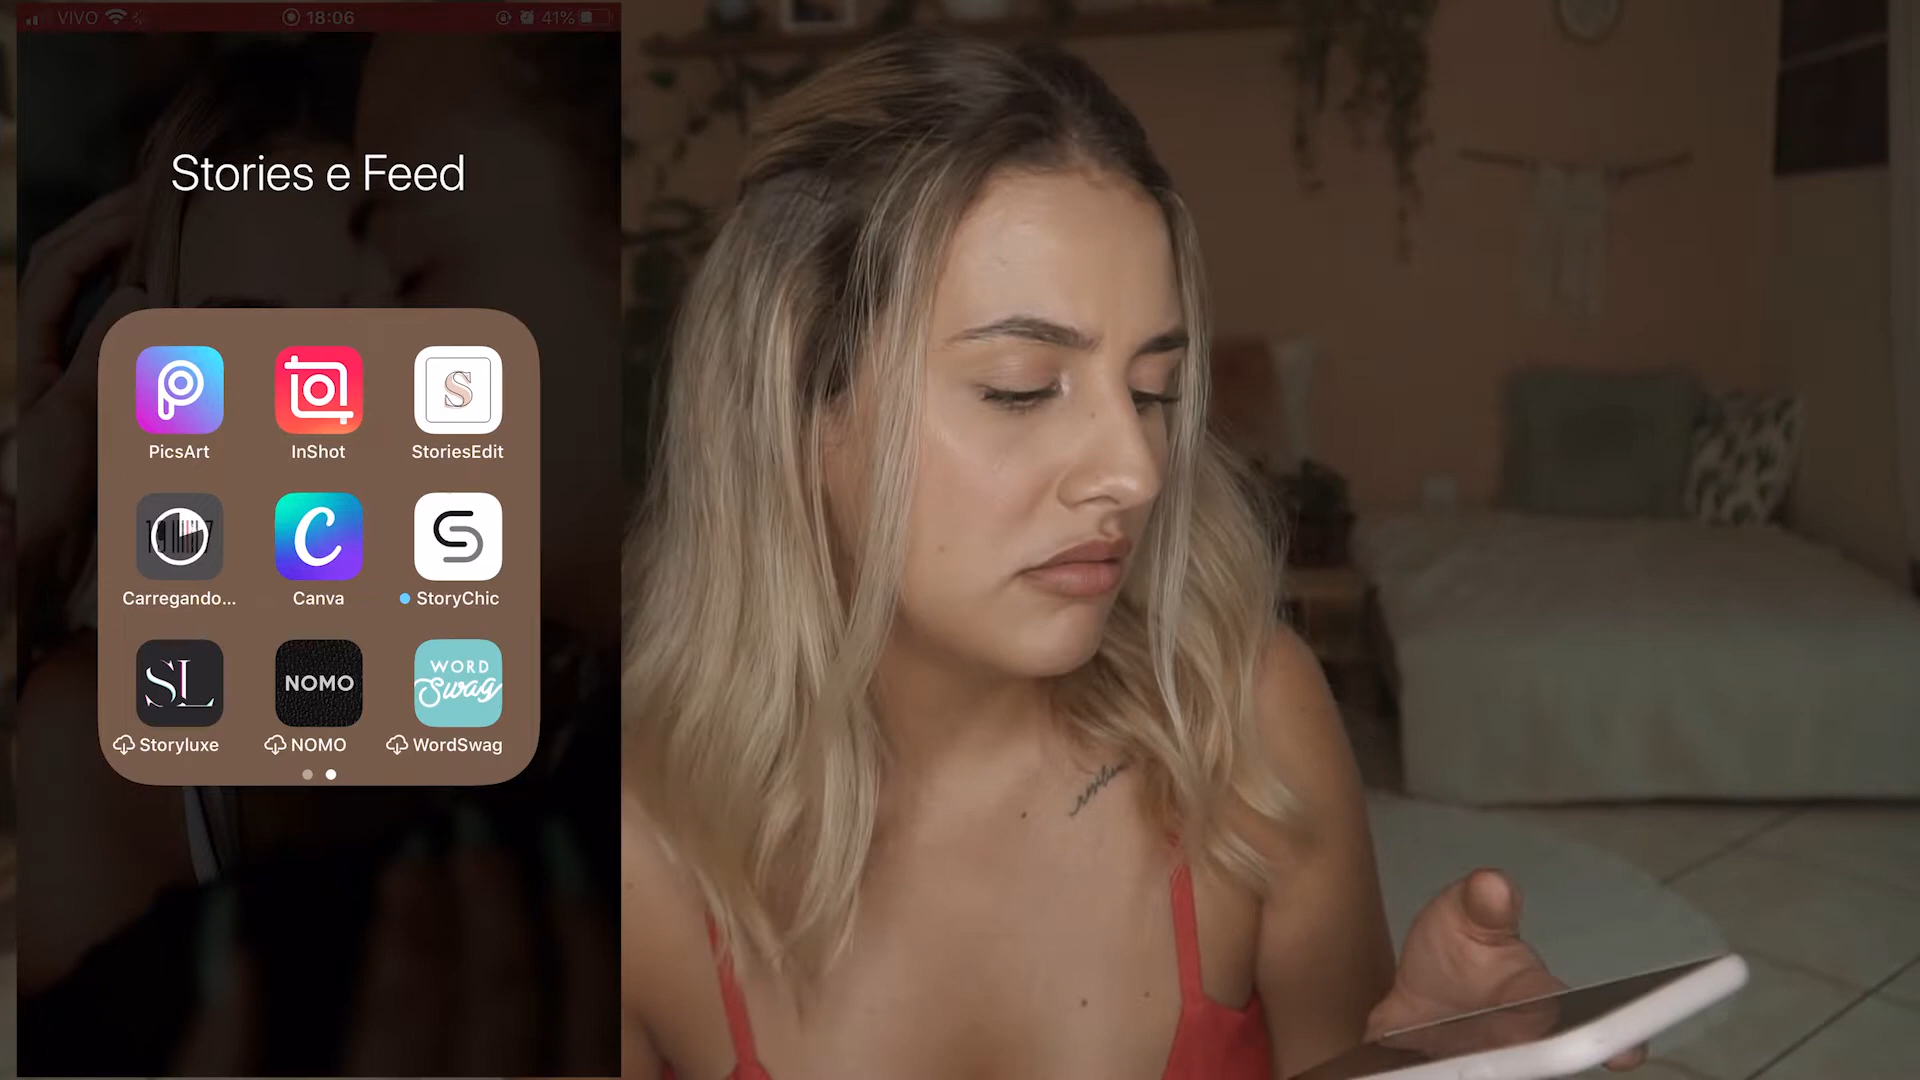 VIVO 18:06 41%
Stories e Feed
S
PicsArt InShot StoriesEdit
C
Carregando... Canva StoryChic
SL NOMO WORD
Swag
Storyluxe NOMO WordSwag